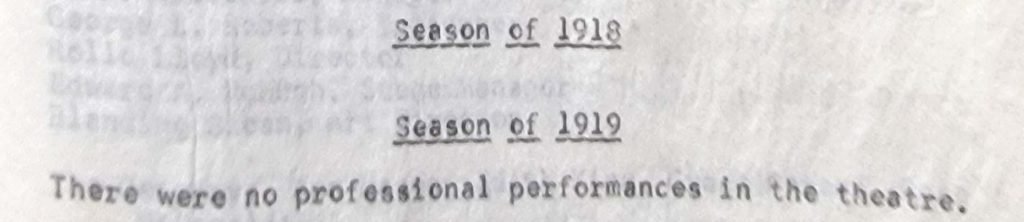 Season of 1918
Season of 1919
There were no professional performances in the theatre.